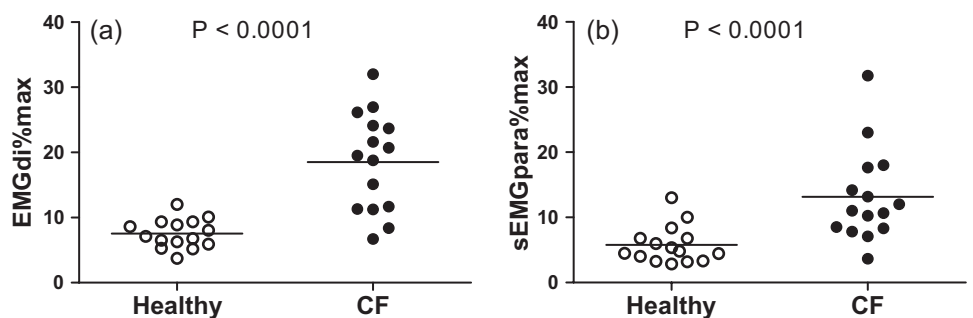 (a) P < 0.0001
EMGdi%max
40
30
20
10
0
Healthy CF
(b) P < 0.0001
sEMGpara%max
40
30
20
10
0
Healthy CF